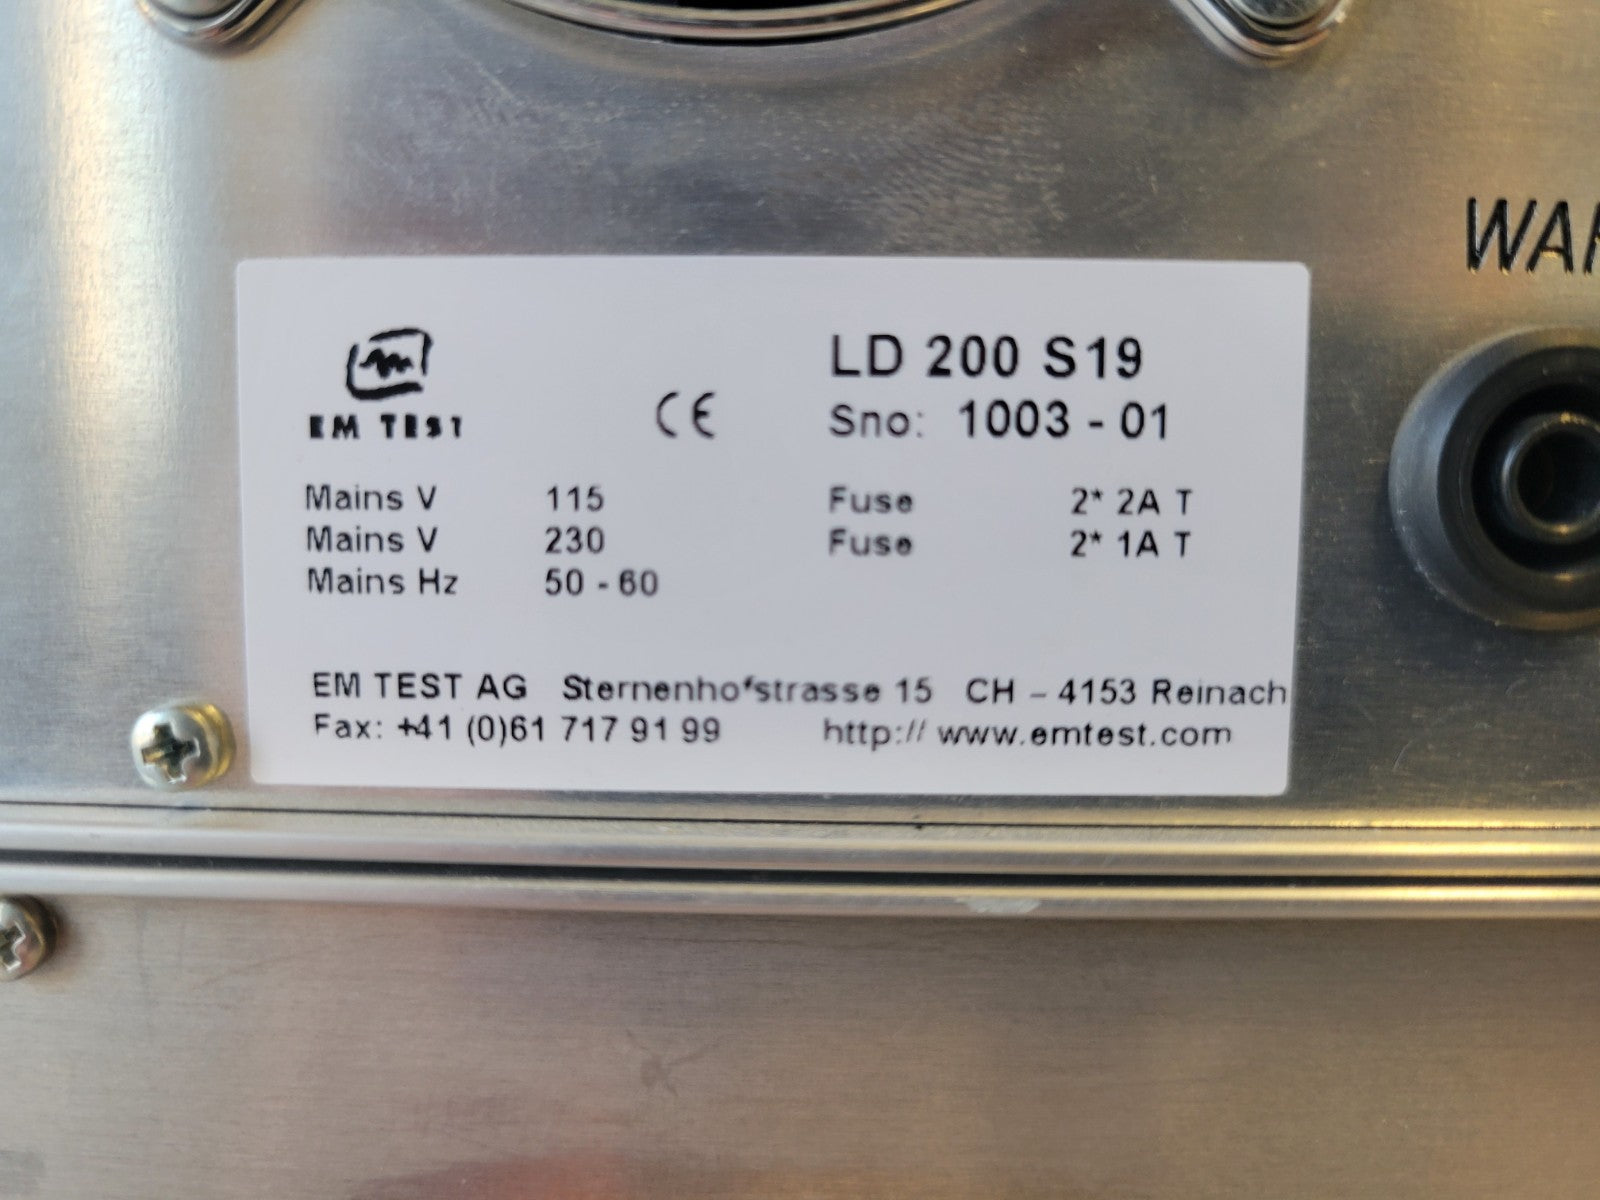 WAR
EM TEST
CE
LD 200 S19
Sno: 1003 - 01
Mains V 115 Fuse 2* 2A T
Mains V 230 Fuse 2* 1A T
Mains Hz 50 - 60
EM TEST AG Sternenhofstrasse 15 CH - 4153 Reinach
Fax: +41 (0)61 717 91 99 http:// www.emtest.com